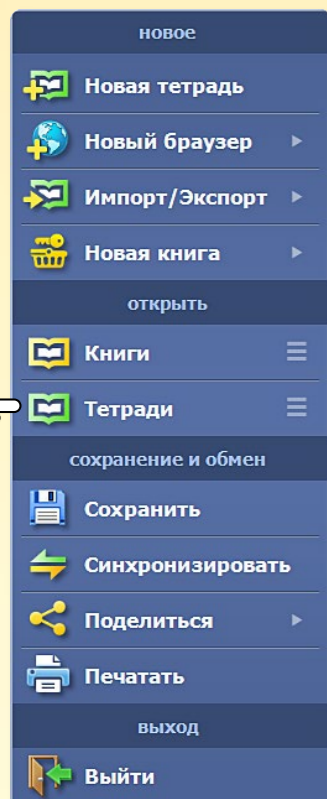 новое
Новая тетрадь
Новый браузер
Импорт/Экспорт
Новая книга
открыть
Книги
Тетради
сохранение и обмен
Сохранить
Синхронизировать
Поделиться
Печатать
выход
Выйти